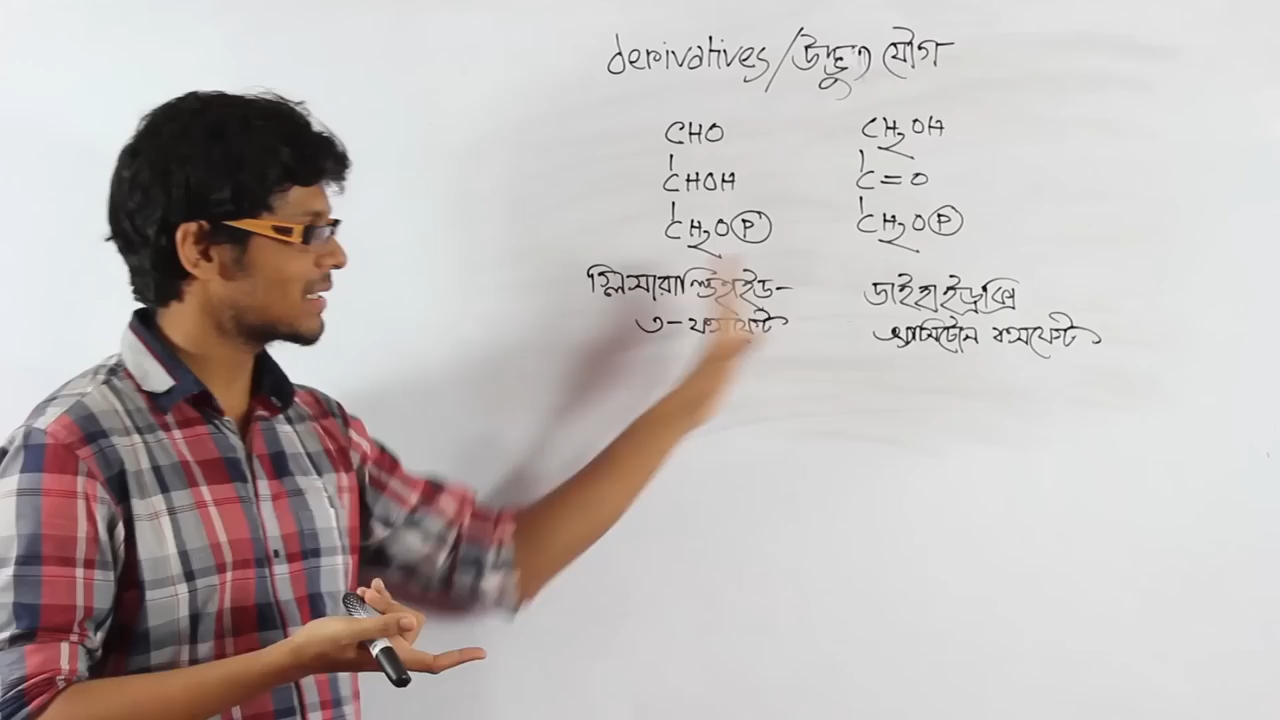 derivatives/উদ্ভুত যৌগ
CHO
CHOH
CH₂O(P)
গ্লিসারাল্ডিহাইড-
৩-ফসফেট
CH₂OH
C=O
CH₂O(P)
ডাইহাইড্রক্সি
অ্যাসিটোন ফসফেট